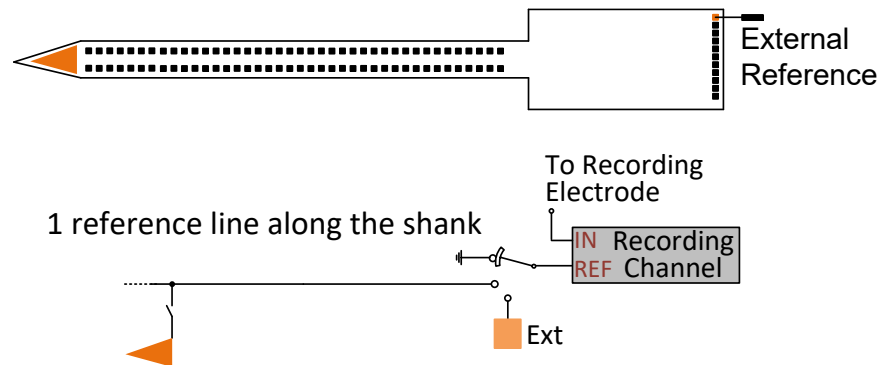 External
Reference
To Recording
Electrode
1 reference line along the shank
IN Recording
REF Channel
Ext